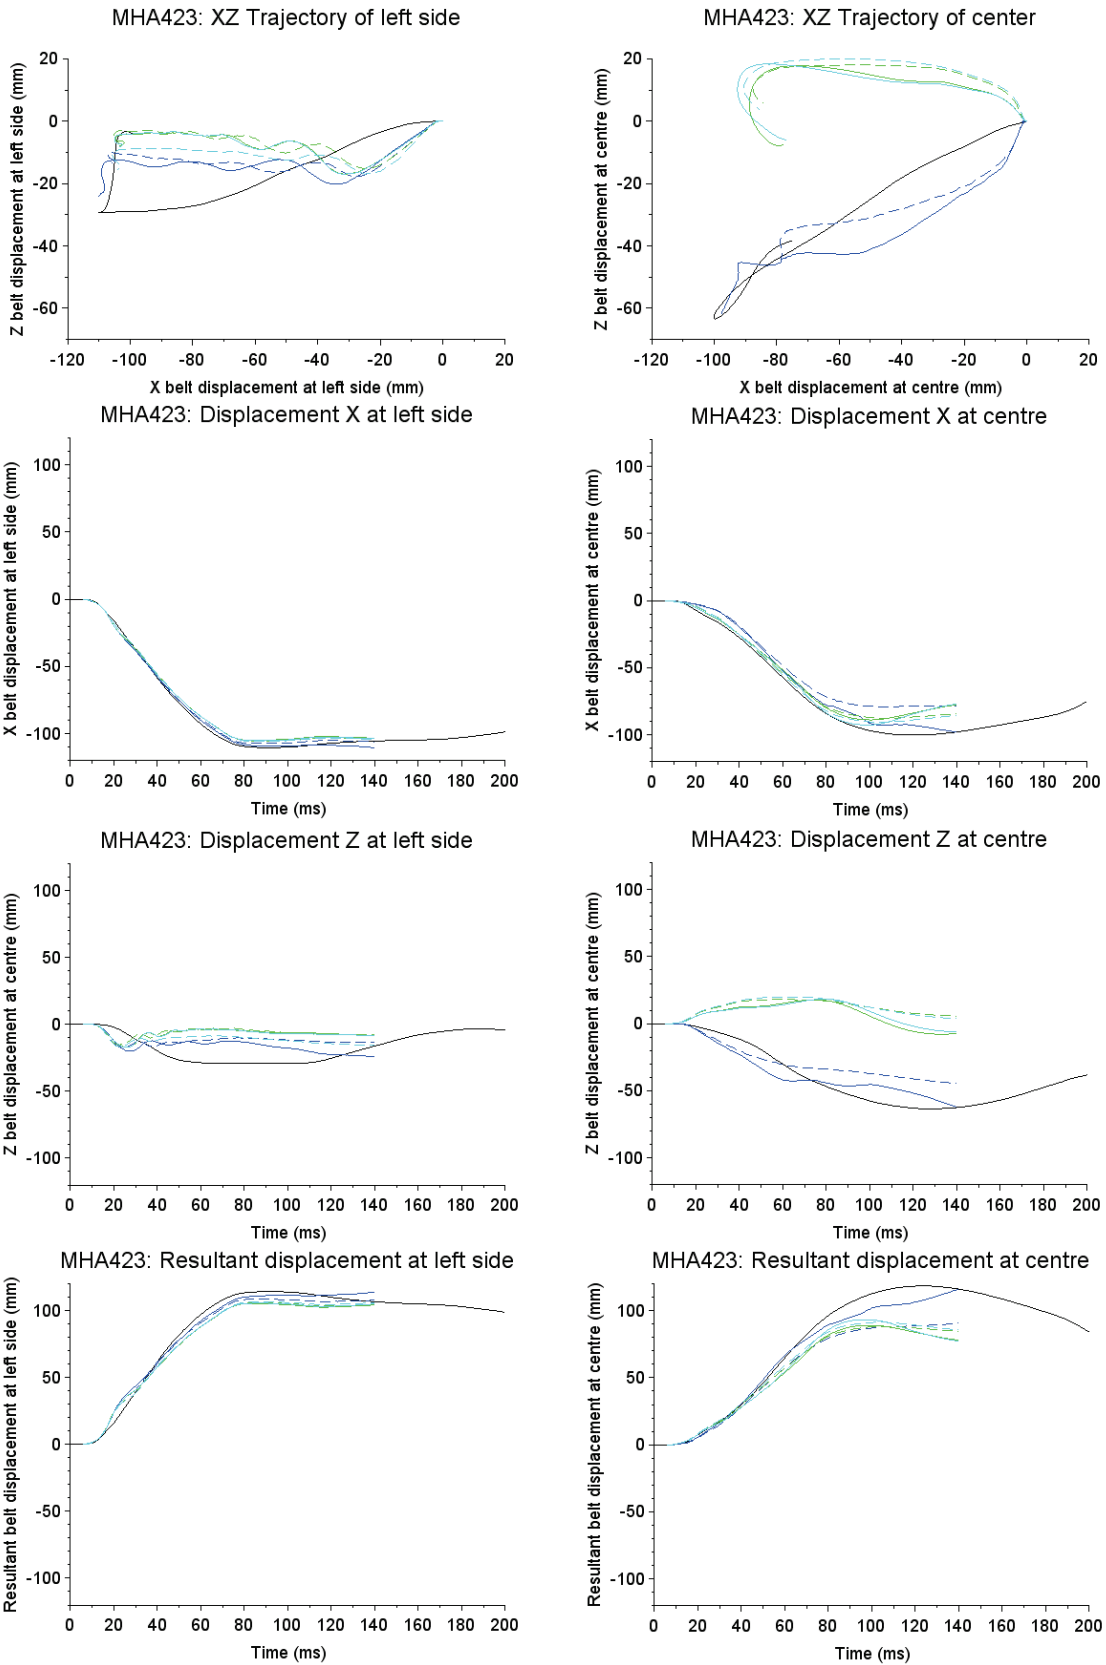 MHA423: XZ Trajectory of left side
20
0
-20
-40
-60
Z belt displacement at left side (mm)
-120 -100 -80 -60 -40 -20 0 20
X belt displacement at left side (mm)
MHA423: XZ Trajectory of center
20
0
-20
-40
-60
Z belt displacement at centre (mm)
-120 -100 -80 -60 -40 -20 0 20
X belt displacement at centre (mm)
MHA423: Displacement X at left side
100
50
0
-50
-100
X belt displacement at left side (mm)
0 20 40 60 80 100 120 140 160 180 200
Time (ms)
MHA423: Displacement X at centre
100
50
0
-50
-100
X belt displacement at centre (mm)
0 20 40 60 80 100 120 140 160 180 200
Time (ms)
MHA423: Displacement Z at left side
100
50
0
-50
-100
Z belt displacement at centre (mm)
0 20 40 60 80 100 120 140 160 180 200
Time (ms)
MHA423: Displacement Z at centre
100
50
0
-50
-100
Z belt displacement at centre (mm)
0 20 40 60 80 100 120 140 160 180 200
Time (ms)
MHA423: Resultant displacement at left side
100
50
0
-50
-100
Resultant belt displacement at left side (mm)
0 20 40 60 80 100 120 140 160 180 200
Time (ms)
MHA423: Resultant displacement at centre
100
50
0
-50
-100
Resultant belt displacement at centre (mm)
0 20 40 60 80 100 120 140 160 180 200
Time (ms)